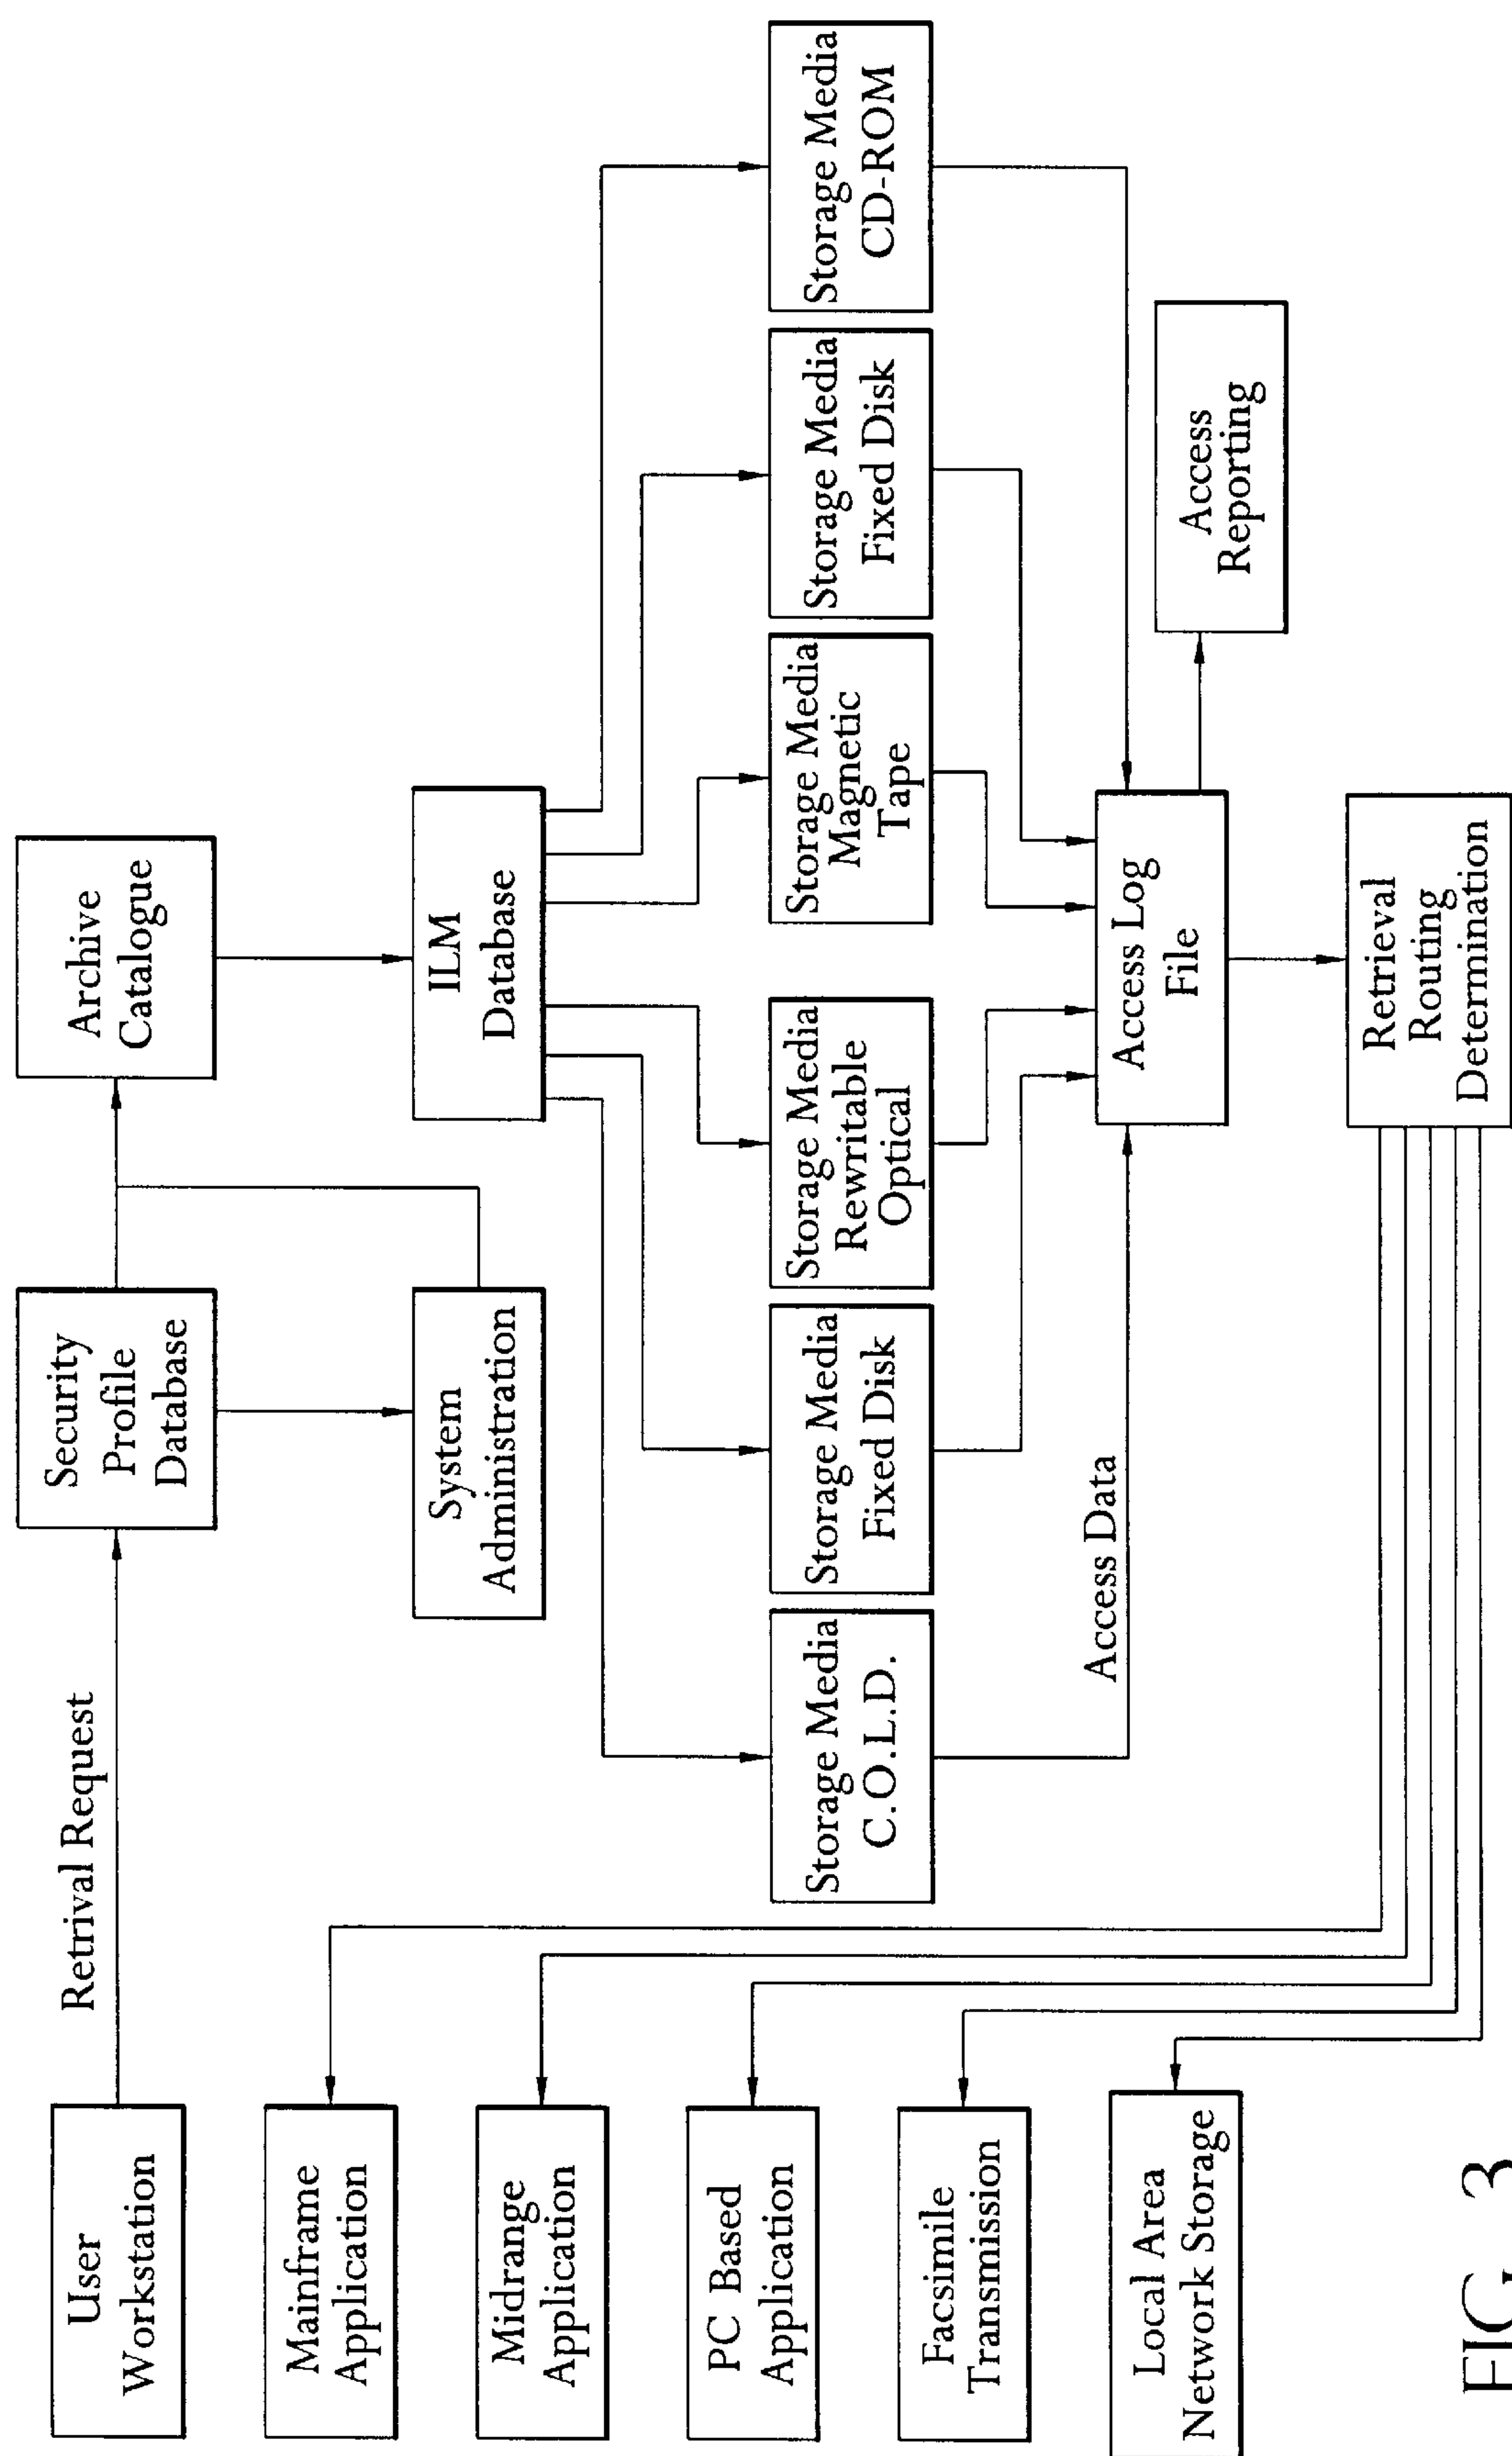 User
Workstation
Retrival Request
Security
Profile
Database
Archive
Catalogue
Mainframe
Application
System
Administration
ILM
Database
Midrange
Application
PC Based
Application
Storage Media
C.O.L.D.
Storage Media
Fixed Disk
Storage Media
Rewritable
Optical
Storage Media
Magnetic
Tape
Storage Media
Fixed Disk
Storage Media
CD-ROM
Facsimile
Transmission
Access Data
Access Log
File
Access
Reporting
Local Area
Network Storage
Retrieval
Routing
Determination
FIG. 3